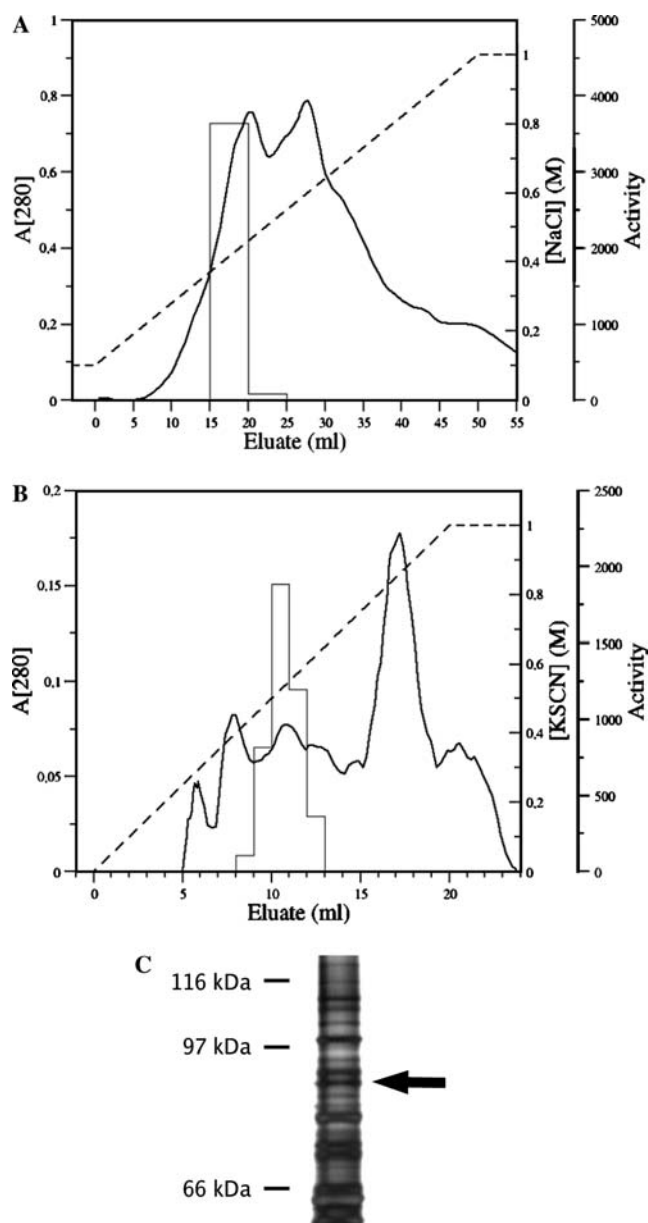 A
1
0,8
0,6
0,4
0,2
0
A[280]
0 5 10 15 20 25 30 35 40 45 50 55
Eluate (ml)
1
0,8
0,6
0,4
0,2
0
[NaCl] (M)
5000
4000
3000
2000
1000
0
Activity
B
0,2
0,15
0,1
0,05
0
A[280]
0 5 10 15 20
Eluate (ml)
1
0,8
0,6
0,4
0,2
0
[KSCN] (M)
2500
2000
1500
1000
500
0
Activity
C
116 kDa
97 kDa
66 kDa